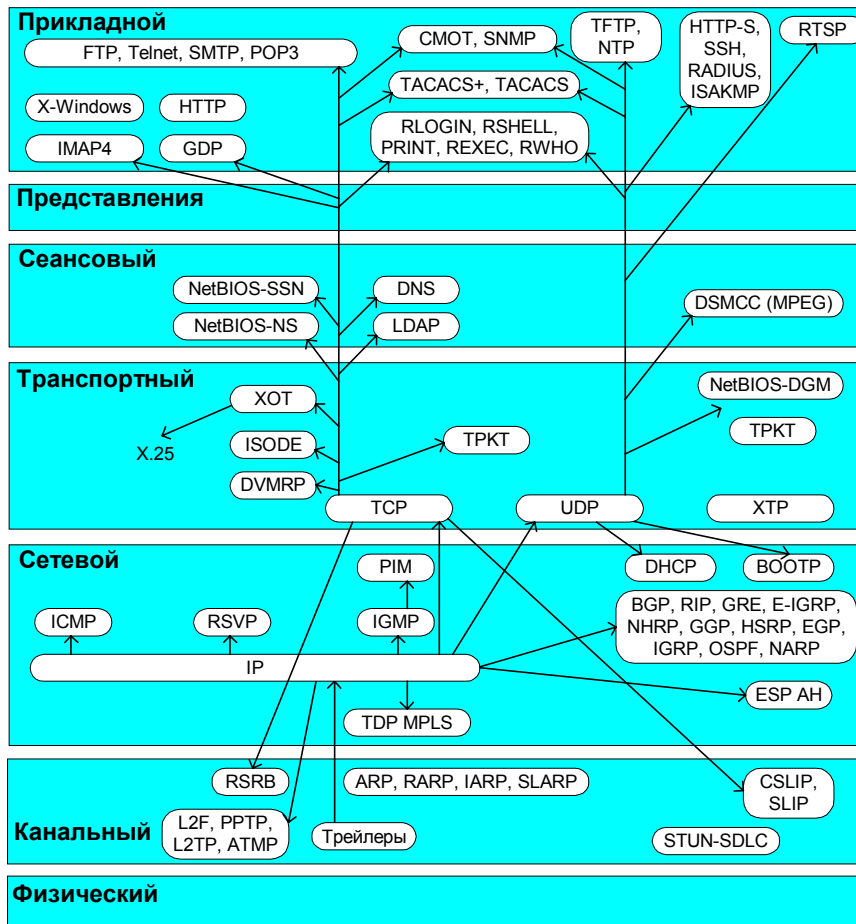 Прикладной
FTP, Telnet, SMTP, POP3
CMOT, SNMP
TFTP,
NTP
HTTP-S,
SSH,
RADIUS,
ISAKMP
RTSP
X-Windows
HTTP
TACACS+, TACACS
IMAP4
GDP
RLOGIN, RSHELL,
PRINT, REXEC, RWHO
Представления
Сеансовый
NetBIOS-SSN
DNS
NetBIOS-NS
LDAP
DSMCC (MPEG)
Транспортный
XOT
X.25
ISODE
DVMRP
TPKT
NetBIOS-DGM
TPKT
TCP
UDP
XTP
Сетевой
PIM
DHCP
BOOTP
ICMP
RSVP
IGMP
BGP, RIP, GRE, E-IGRP,
NHRP, GGP, HSRP, EGP,
IGRP, OSPF, NARP
IP
ESP AH
TDP MPLS
RSRB
ARP, RARP, IARP, SLARP
CSLIP,
SLIP
Канальный
L2F, PPTP,
L2TP, ATMP
Трейлеры
STUN-SDLC
Физический